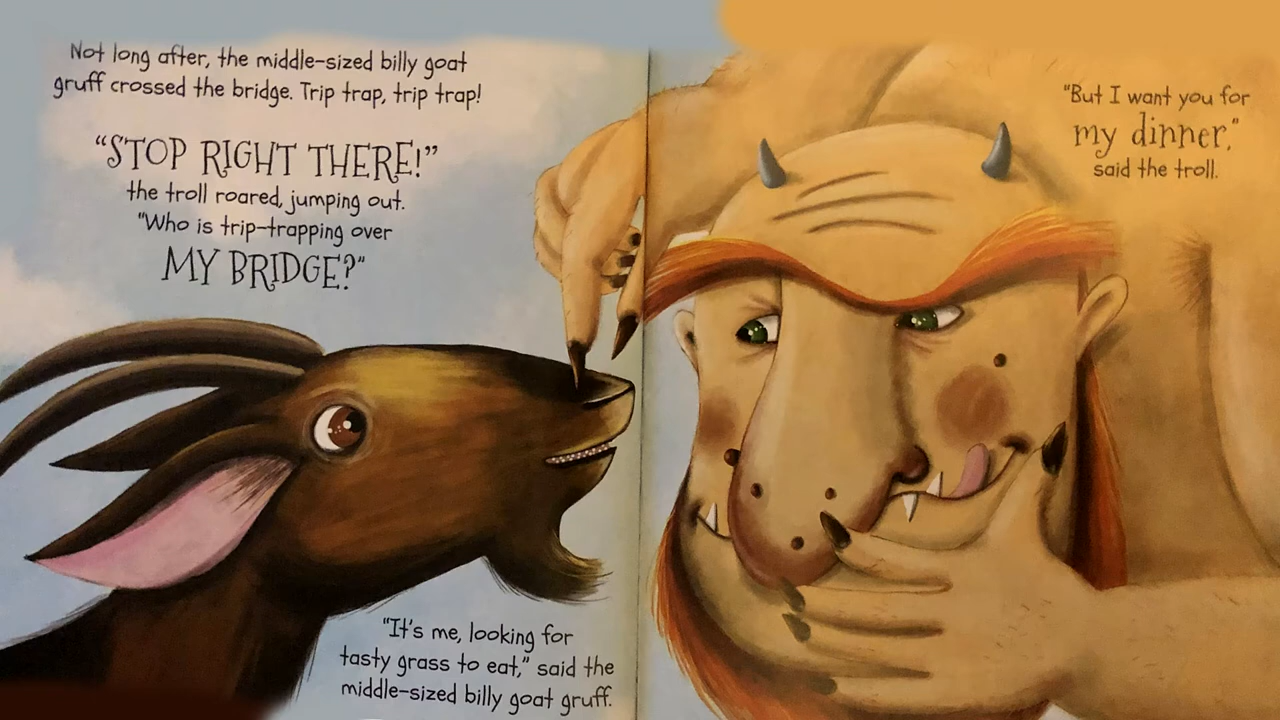 Not long after, the middle-sized billy goat
gruff crossed the bridge. Trip trap, trip trap!
“STOP RIGHT THERE!”
the troll roared, jumping out.
“Who is trip-trapping over
MY BRIDGE?”
“It's me, looking for
tasty grass to eat,” said the
middle-sized billy goat gruff.
“But I want you for
my dinner,”
said the troll.